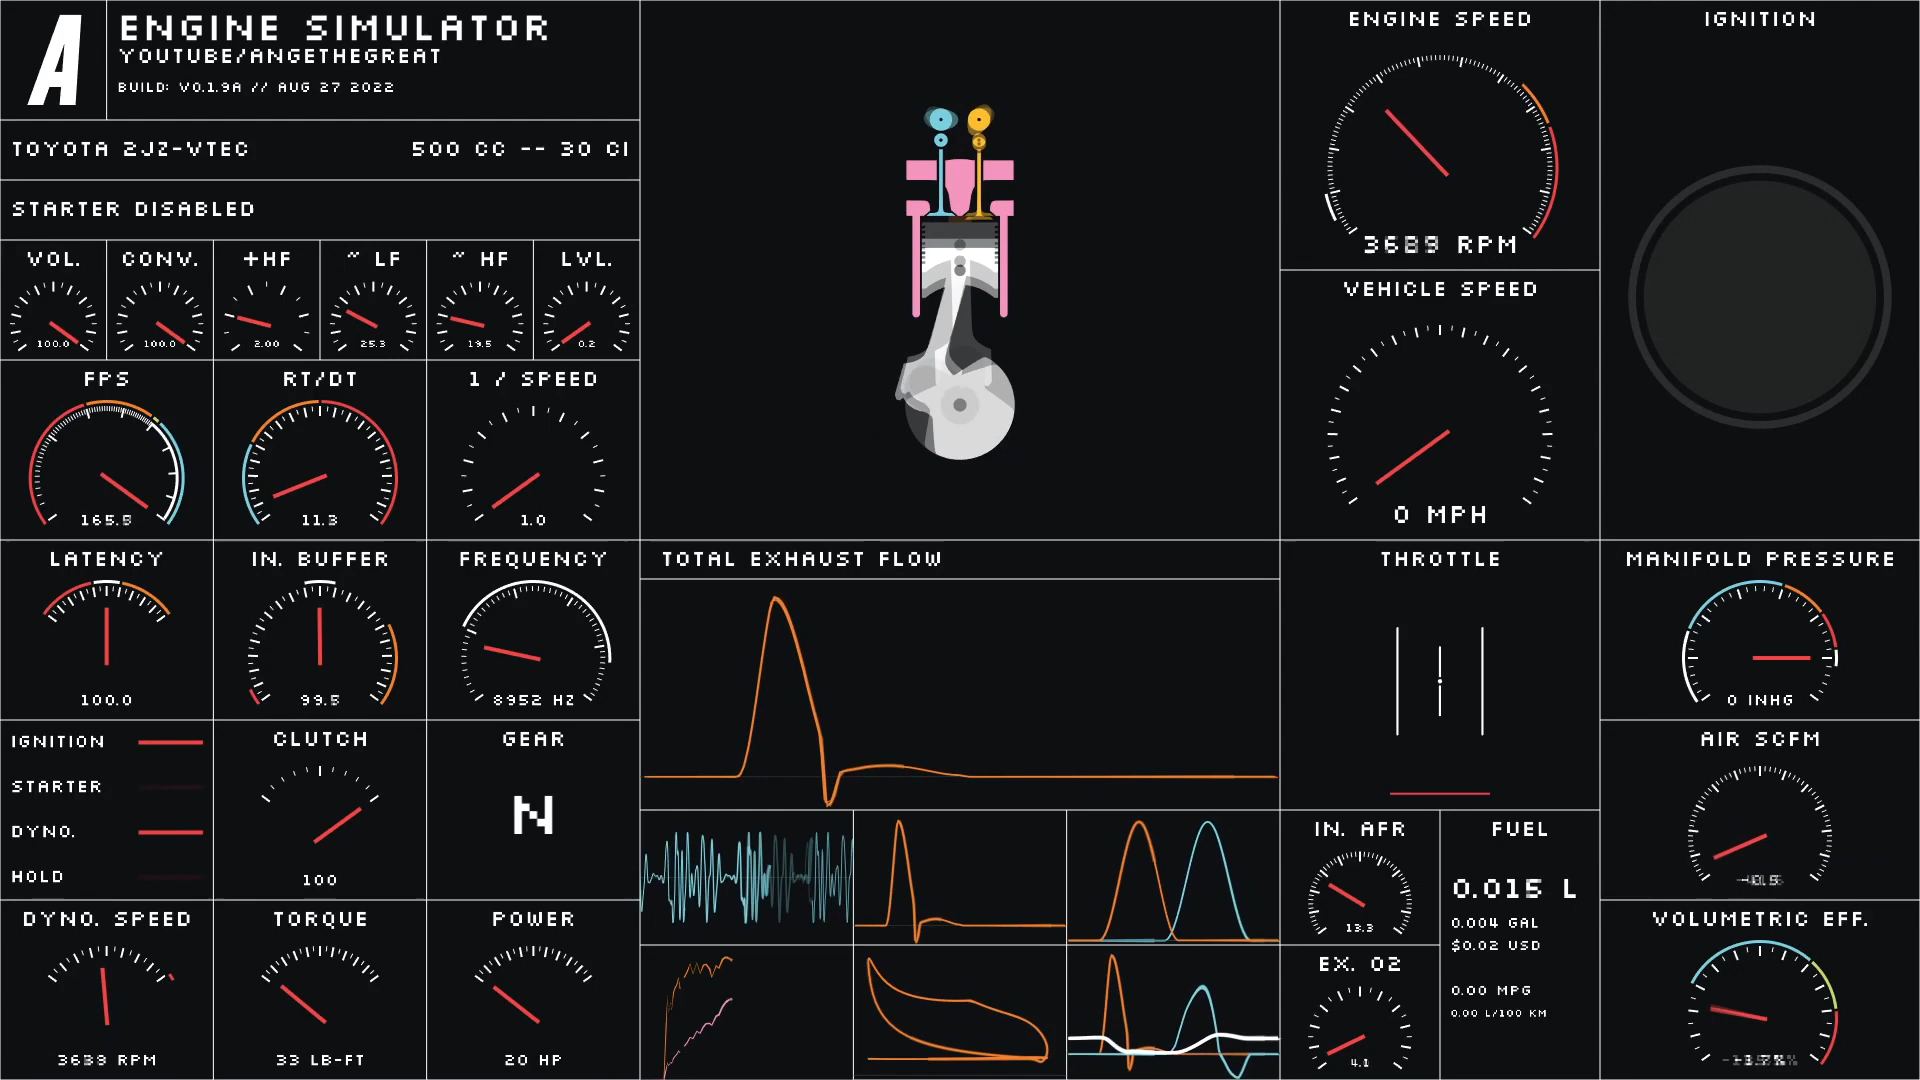 A
ENGINE SIMULATOR
YOUTUBE/ANGETHEGREAT
BUILD: V0.1.9A // AUG 27 2022
TOYOTA 2JZ-VTEC
500 CC -- 30 CI
STARTER DISABLED
VOL.
100.0
CONV.
100.0
+HF
2.00
~ LF
25.3
~ HF
19.5
LVL.
0.2
FPS
165.5
RT/DT
11.3
1 / SPEED
1.0
LATENCY
100.0
IN. BUFFER
99.5
FREQUENCY
8952 HZ
IGNITION
STARTER
DYNO.
HOLD
CLUTCH
100
GEAR
N
DYNO. SPEED
RPM
TORQUE
33 LB-FT
POWER
20 HP
TOTAL EXHAUST FLOW
ENGINE SPEED
RPM
VEHICLE SPEED
0 MPH
IGNITION
THROTTLE
MANIFOLD PRESSURE
0 INHG
AIR SCFM
IN. AFR
13.3
EX. O2
4.1
FUEL
0.015 L
0.004 GAL
$0.02 USD
0.00 MPG
0.00 L/100 KM
VOLUMETRIC EFF.